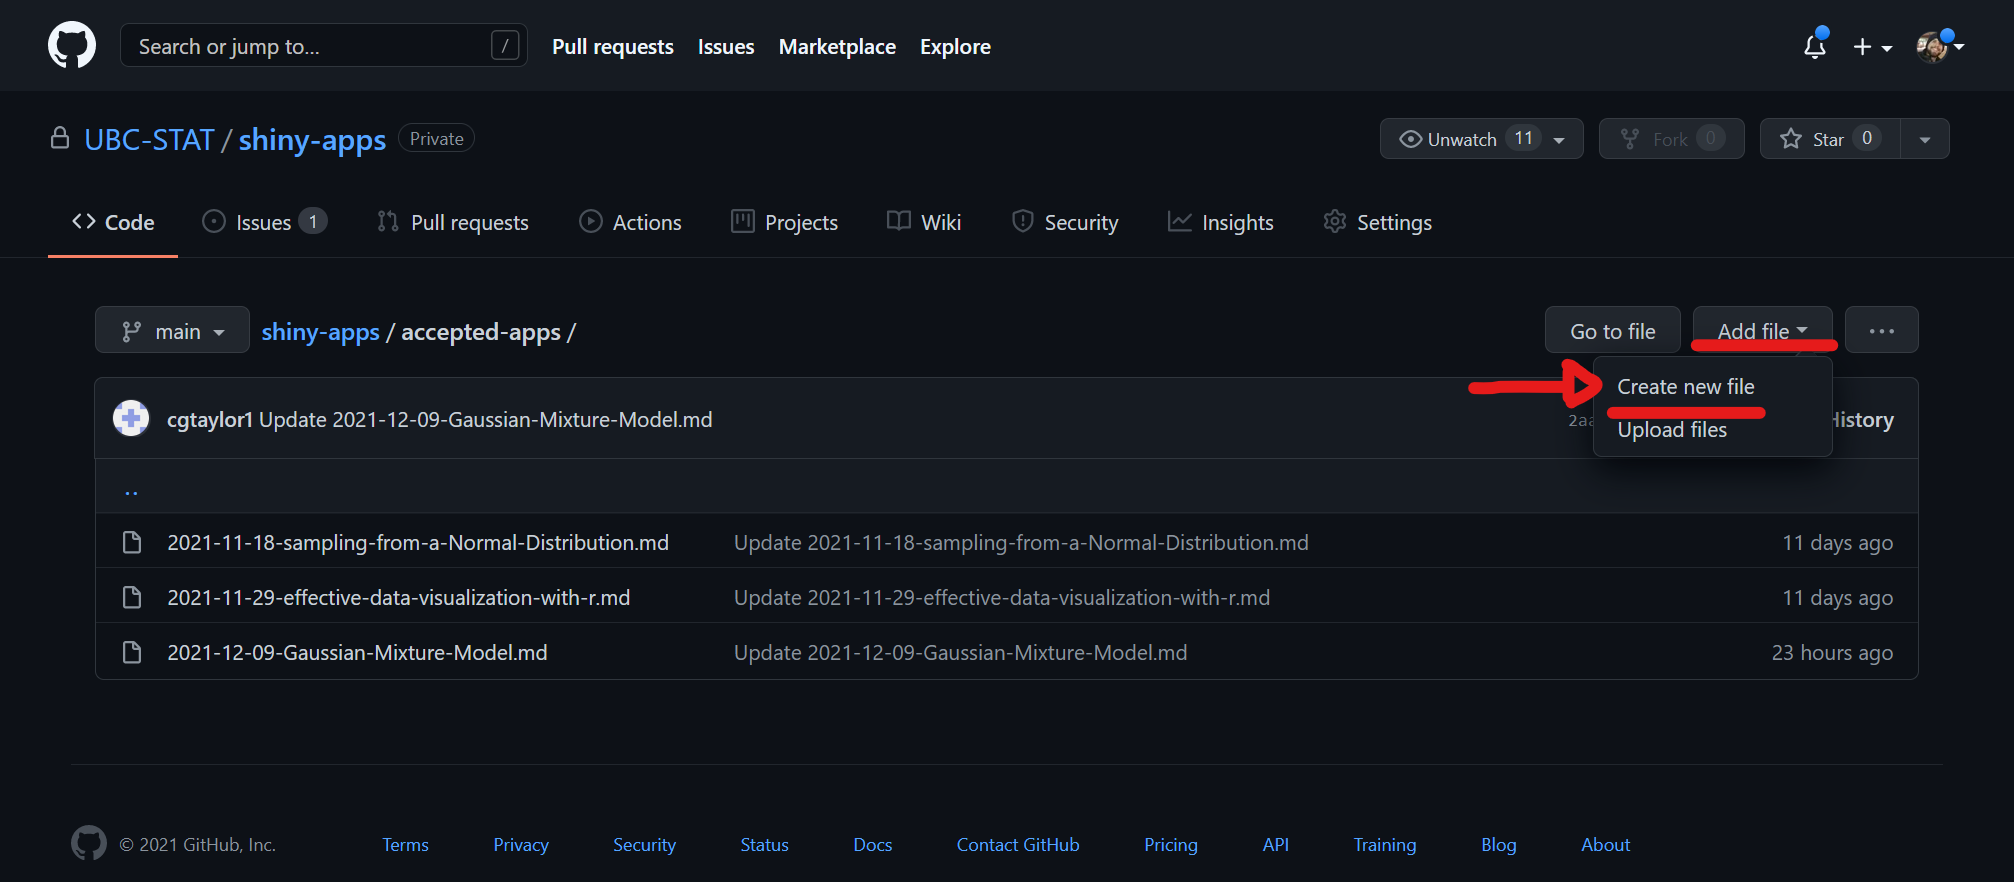 Search or jump to... / Pull requests Issues Marketplace Explore
UBC-STAT / shiny-apps Private Unwatch 11 Fork 0 Star 0
Code Issues 1 Pull requests Actions Projects Wiki Security Insights Settings
main shiny-apps / accepted-apps / Go to file Add file ...
Create new file
cgtaylor1 Update 2021-12-09-Gaussian-Mixture-Model.md 2aa History
Upload files
..
2021-11-18-sampling-from-a-Normal-Distribution.md Update 2021-11-18-sampling-from-a-Normal-Distribution.md 11 days ago
2021-11-29-effective-data-visualization-with-r.md Update 2021-11-29-effective-data-visualization-with-r.md 11 days ago
2021-12-09-Gaussian-Mixture-Model.md Update 2021-12-09-Gaussian-Mixture-Model.md 23 hours ago
© 2021 GitHub, Inc. Terms Privacy Security Status Docs Contact GitHub Pricing API Training Blog About